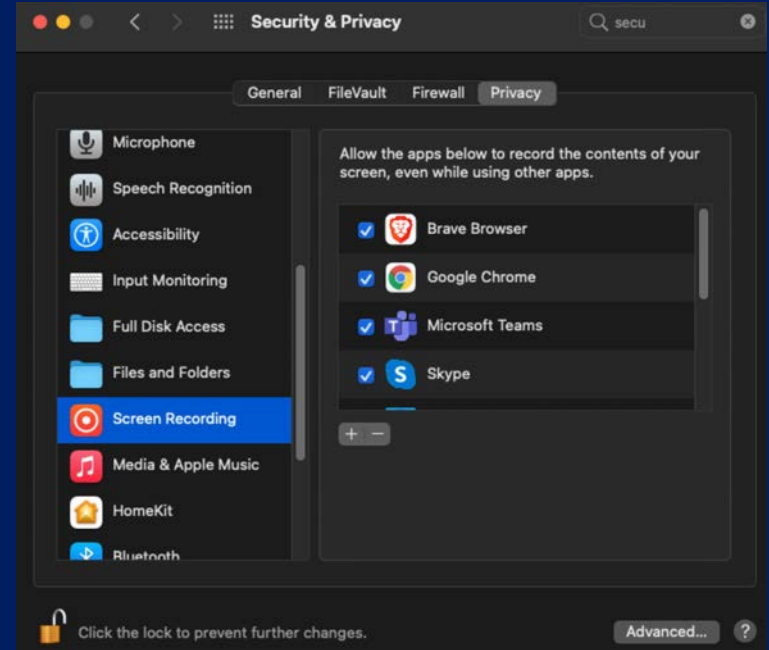 Security & Privacy
secu
General FileVault Firewall Privacy
Microphone
Speech Recognition
Accessibility
Input Monitoring
Full Disk Access
Files and Folders
Screen Recording
Media & Apple Music
HomeKit
Bluetooth
Allow the apps below to record the contents of your
screen, even while using other apps.
Brave Browser
Google Chrome
Microsoft Teams
Skype
Click the lock to prevent further changes.
Advanced...
?